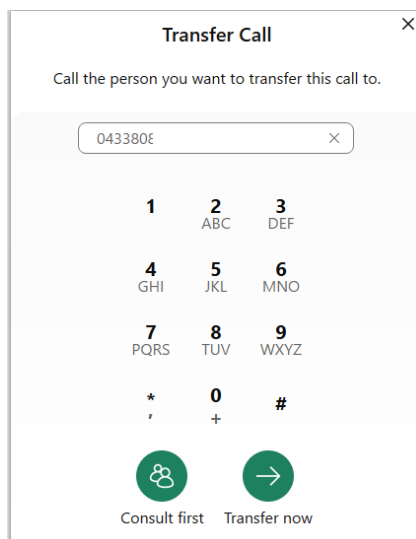 Transfer Call
Call the person you want to transfer this call to.
0433808
1 2 3
ABC DEF
4 5 6
GHI JKL MNO
7 8 9
PQRS TUV WXYZ
* 0 #
, +
Consult first Transfer now